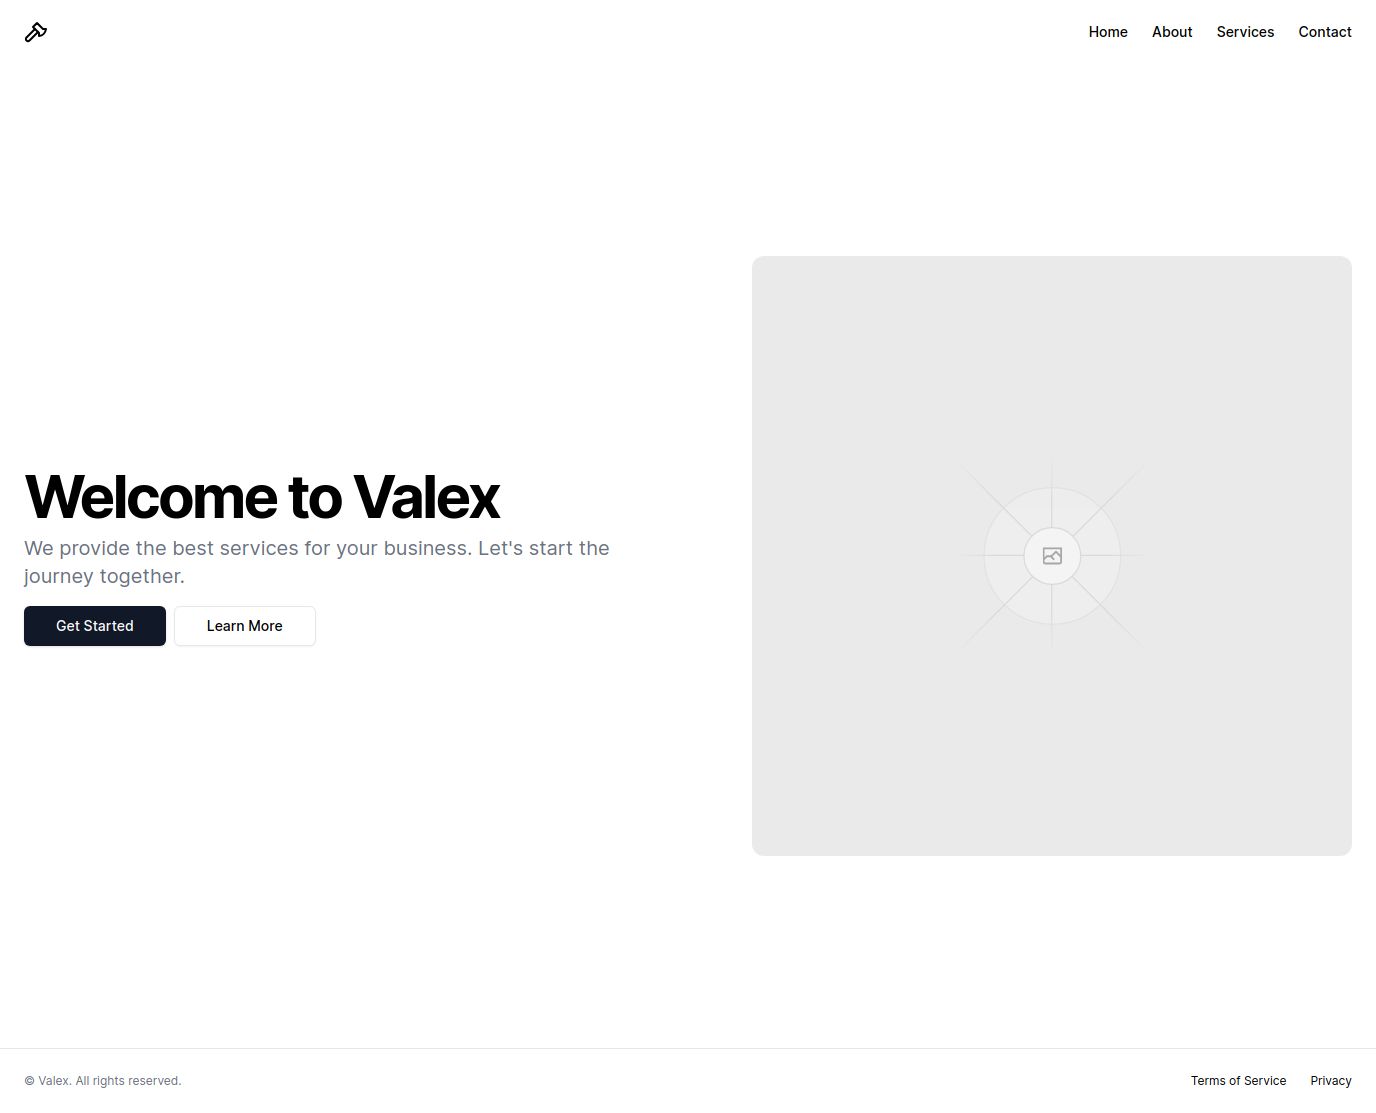 Home
About
Services
Contact
Welcome to Valex
We provide the best services for your business. Let's start the
journey together.
Get Started
Learn More
© Valex. All rights reserved.
Terms of Service
Privacy